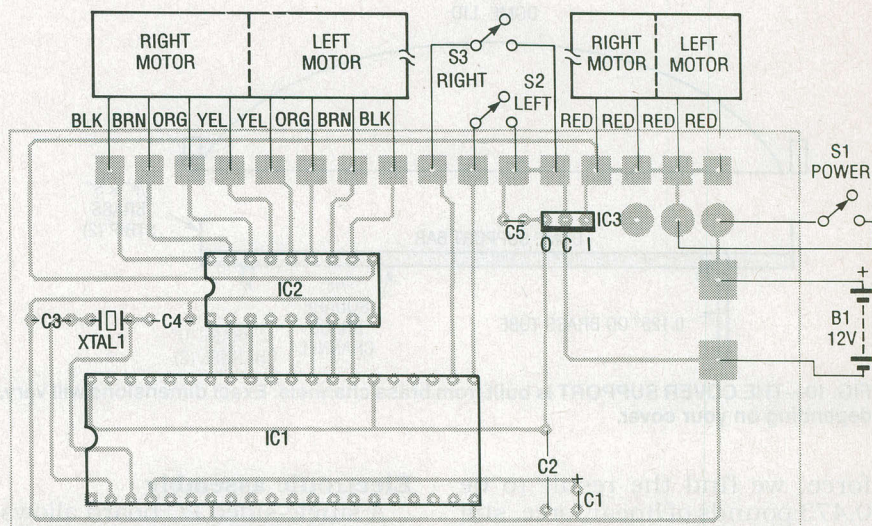 RIGHT MOTOR
LEFT MOTOR
S3
RIGHT
S2
LEFT
RIGHT MOTOR
LEFT MOTOR
BLK BRN ORG YEL YEL ORG BRN BLK
RED RED RED RED
S1
POWER
C5
O C I
IC3
IC2
C3
XTAL1
C4
+
B1
12V
IC1
C2
+
C1